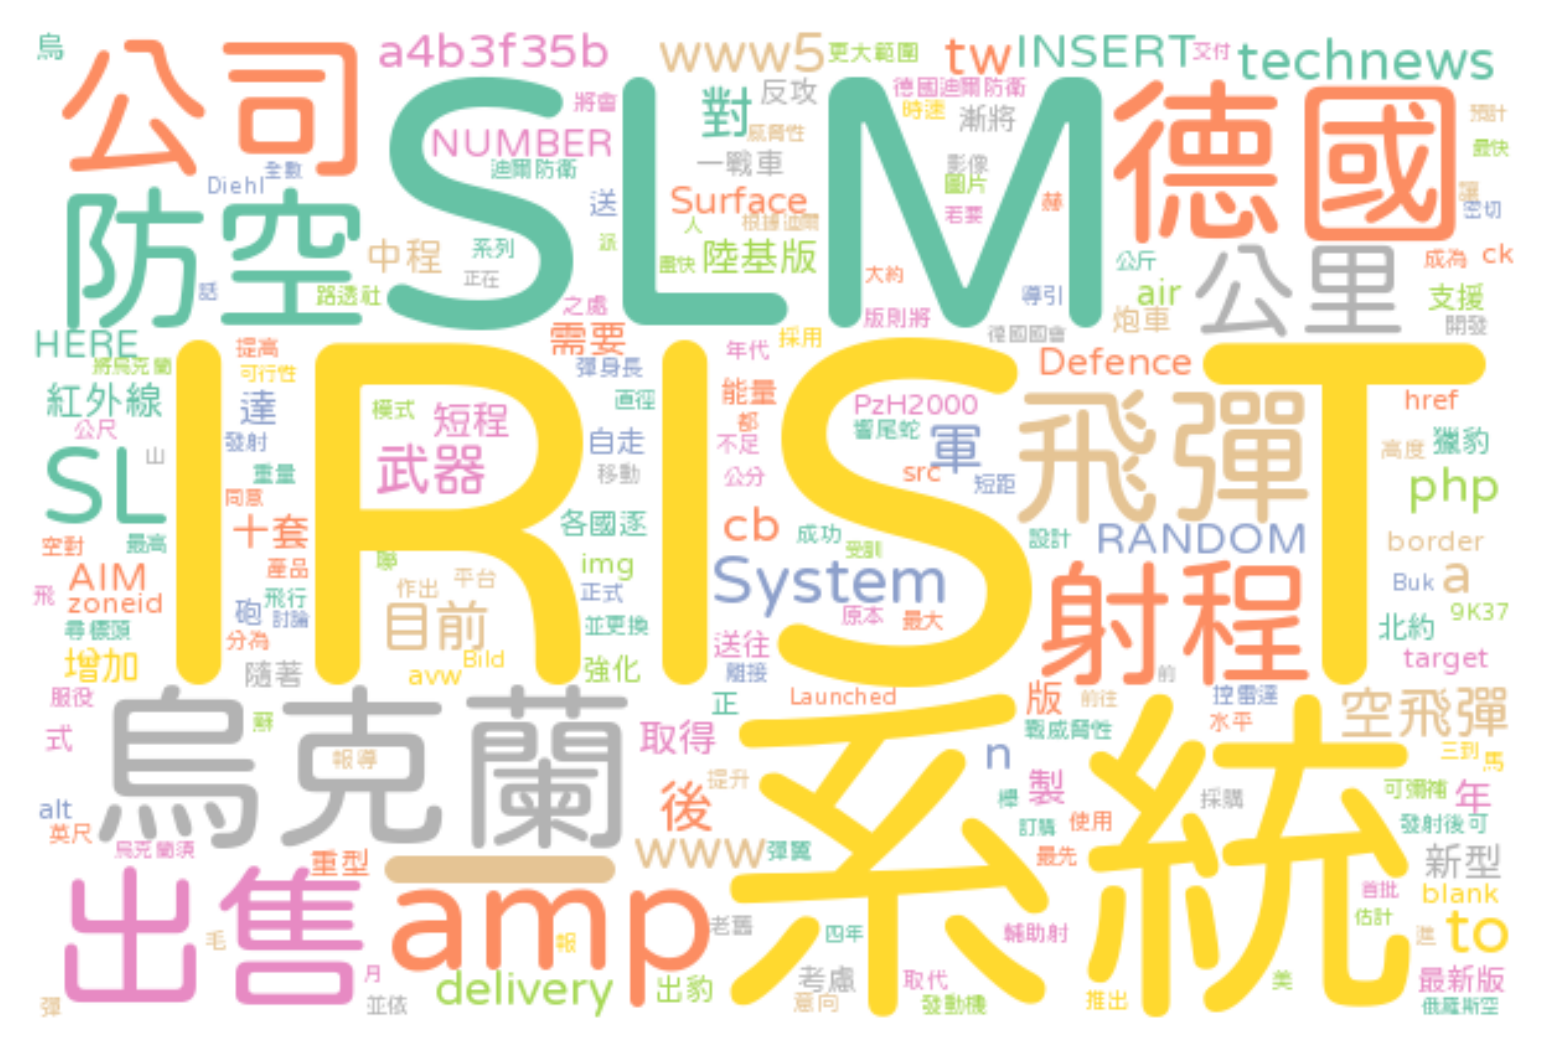 烏
公司
a4b3f35b
www5
更大範圍
tw
INSERT
交付
technews
SLM
將會
對
反攻
德國迪爾防衛
時速
漸將
德國
預計
最快
NUMBER
迪爾防衛
一戰車
影像
圖片
全數
Diehl
防空
送
Surface
根據迪爾
人
若要
赫
密切
中程
系列
正在
盡快
陸基版
大約
公斤
公里
成為
ck
話
路透社
之處
版則將
導引
air
炮車
支援
開發
HERE
需要
採用
德國國會
將烏克蘭
提高
可行性
彈身長
年代
Defence
IRIST
紅外線
公尺
達
發射
模式
短程
直徑
能量
都
PzH2000
響尾蛇
飛彈
href
SL
山
重量
同意
武器
自走
移動
不足
公分
軍
src
短距
高度
獵豹
php
十套
各國逐
cb
成功
受訓
設計
RANDOM
border
空對
最高
AIM
zoneid
飛
產品
飛行
img
正式
System
射程
Buk
a
9K37
尋標頭
砲
討論
分為
作出
平台
目前
並更換
原本
最大
北約
target
增加
隨著
avw
Bild
強化
送往
服役
式
烏克蘭
蘇
報導
取得
正
Launched
版
前往
前
控雷達
水平
空飛彈
系統
n
提升
後
製
採購
三到
馬
可彌補
年
alt
英尺
烏克蘭須
重型
www
彈翼
訂購
使用
最先
發射後可
新型
出售
amp
老舊
四年
輔助射
首批
blank
估計
to
毛
月
報
delivery
出豹
考慮
意向
取代
發動機
推出
美
最新版
俄羅斯空
彈
並依